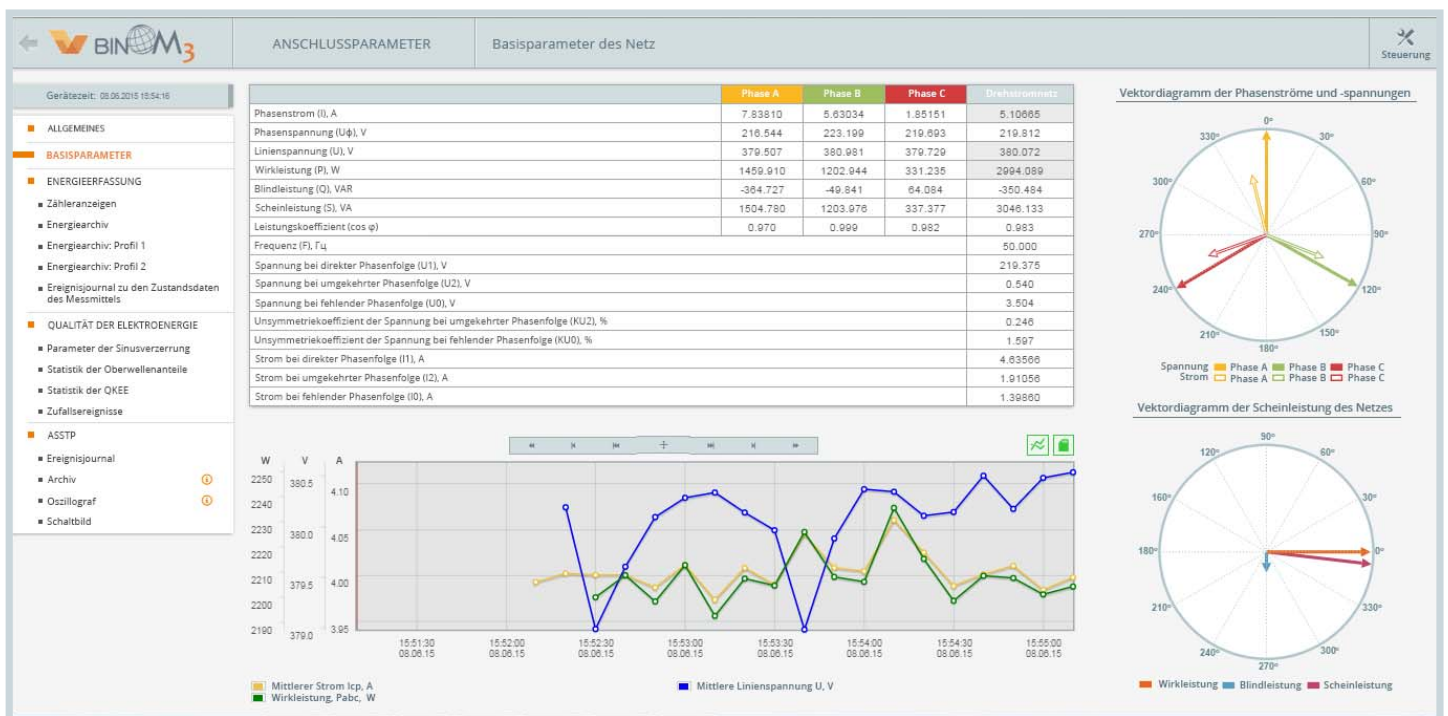 BINOM3
ANSCHLUSSPARAMETER
Basisparameter des Netz
Steuerung
Gerätezeit: 08.06.2015 15:54:16
ALLGEMEINES
BASISPARAMETER
ENERGIEERFASSUNG
Zähleranzeigen
Energiearchiv
Energiearchiv: Profil 1
Energiearchiv: Profil 2
Ereignisjournal zu den Zustandsdaten
des Messmittels
QUALITÄT DER ELEKTROENERGIE
Parameter der Sinusverzerrung
Statistik der Oberwellenanteile
Statistik der QKEE
Zufallsereignisse
ASSTP
Ereignisjournal
Archiv
Oszillograf
Schaltbild
Phase A Phase B Phase C Drehstromnetz
Phasenstrom (I), A 7.83810 5.63034 1.85151 5.10665
Phasenspannung (Uф), V 216.544 223.199 219.693 219.812
Linienspannung (U), V 379.507 380.981 379.729 380.072
Wirkleistung (P), W 1459.910 1202.944 331.235 2994.089
Blindleistung (Q), VAR -364.727 -49.841 64.084 -350.484
Scheinleistung (S), VA 1504.780 1203.976 337.377 3046.133
Leistungskoeffizient (cos φ) 0.970 0.999 0.982 0.983
Frequenz (F), Гц 50.000
Spannung bei direkter Phasenfolge (U1), V 219.375
Spannung bei umgekehrter Phasenfolge (U2), V 0.540
Spannung bei fehlender Phasenfolge (U0), V 3.504
Unsymmetriekoeffizient der Spannung bei umgekehrter Phasenfolge (KU2), % 0.246
Unsymmetriekoeffizient der Spannung bei fehlender Phasenfolge (KU0), % 1.597
Strom bei direkter Phasenfolge (I1), A 4.63566
Strom bei umgekehrter Phasenfolge (I2), A 1.91056
Strom bei fehlender Phasenfolge (I0), A 1.39860
W V A
2250 380.5 4.10
2240
2230 380.0 4.05
2220
2210 379.5 4.00
2200
2190 379.0 3.95
15:51:30 15:52:00 15:52:30 15:53:00 15:53:30 15:54:00 15:54:30 15:55:00
08.06.15 08.06.15 08.06.15 08.06.15 08.06.15 08.06.15 08.06.15 08.06.15
Mittlerer Strom Icp, A
Wirkleistung, Pabc, W
Mittlere Linienspannung U, V
Vektordiagramm der Phasenströme und -spannungen
0°
330° 30°
300° 60°
270° 90°
240° 120°
210° 150°
180°
Spannung Phase A Phase B Phase C
Strom Phase A Phase B Phase C
Vektordiagramm der Scheinleistung des Netzes
90°
120° 60°
160° 30°
180° 0°
210° 330°
240° 300°
270°
Wirkleistung Blindleistung Scheinleistung